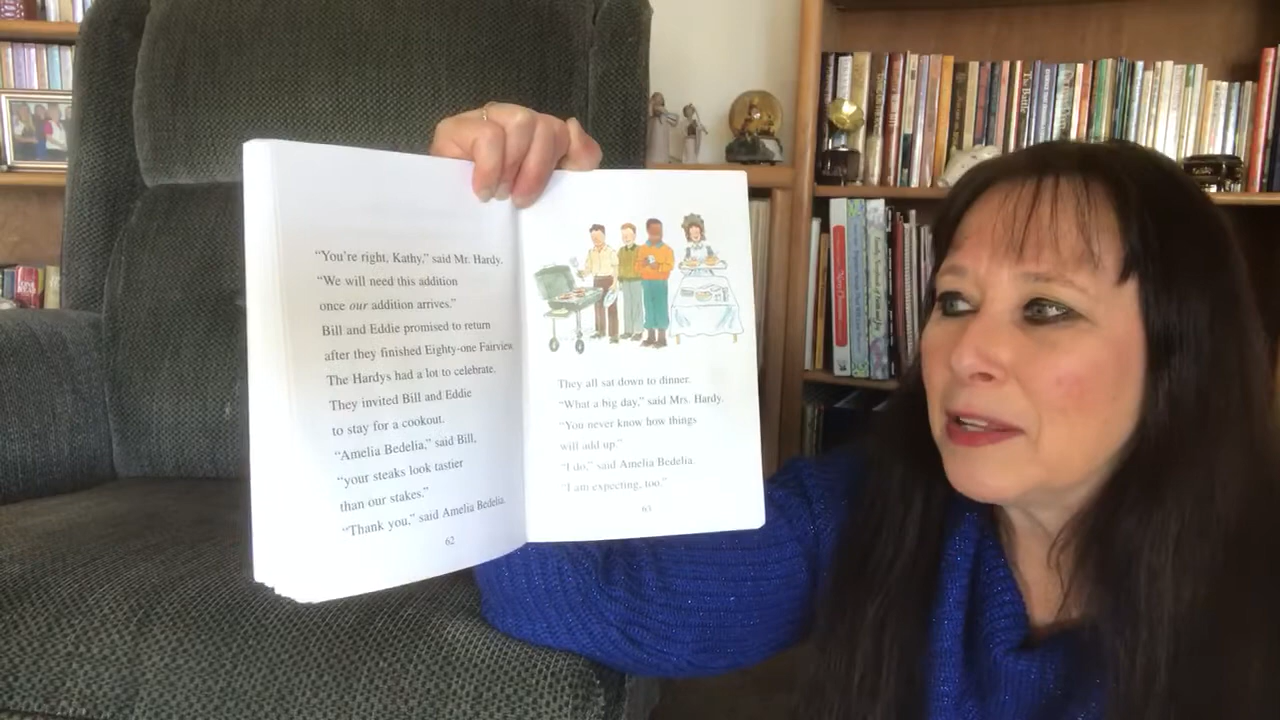 “You’re right, Kathy,” said Mr. Hardy.
“We will need this addition
once our addition arrives.”
Bill and Eddie promised to return
after they finished Eighty-one Fairview.
The Hardys had a lot to celebrate.
They invited Bill and Eddie
to stay for a cookout.
“Amelia Bedelia,” said Bill,
“your steaks look tastier
than our stakes.”
“Thank you,” said Amelia Bedelia.
62
They all sat down to dinner.
“What a big day,” said Mrs. Hardy.
“You never know how things
will add up.”
“I do,” said Amelia Bedelia.
“I am expecting, too.”
63